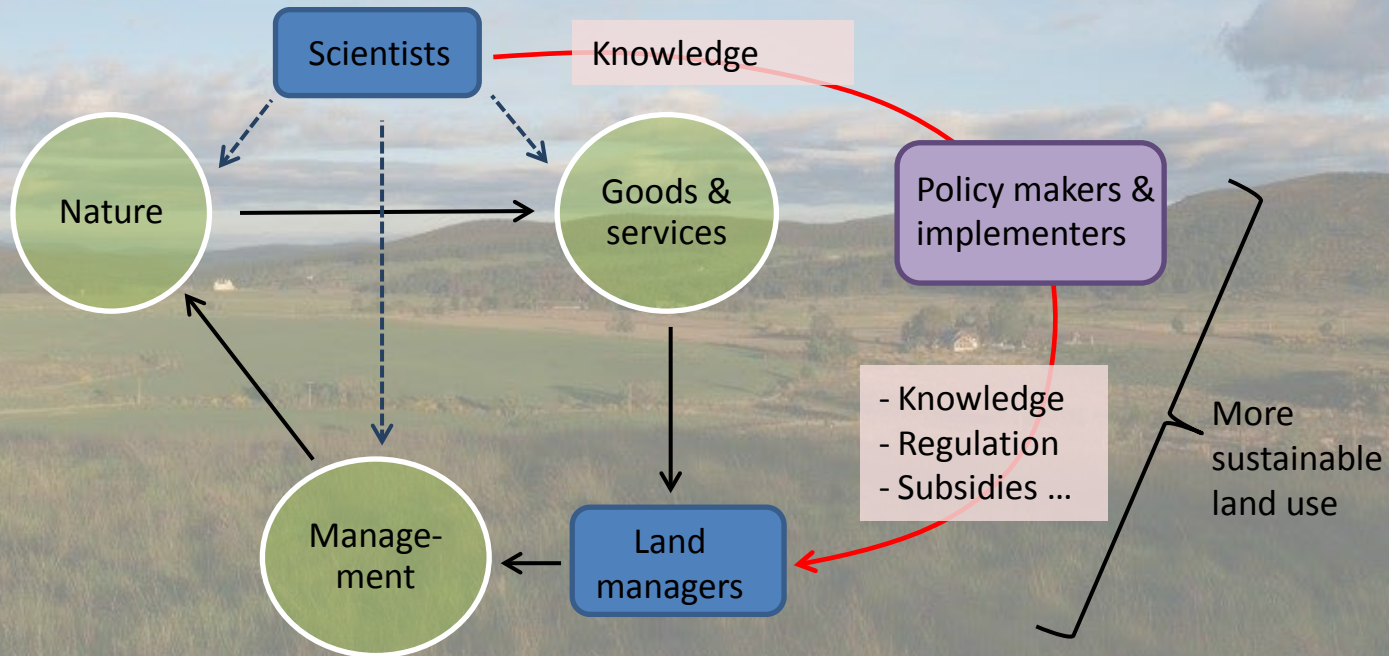 Scientists
Knowledge
Nature
Goods &
services
Policy makers &
implementers
- Knowledge
- Regulation
- Subsidies ...
More
sustainable
land use
Manage-
ment
Land
managers